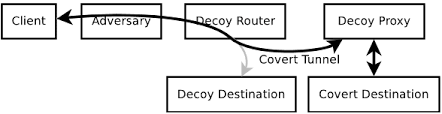 Client
Adversary
Decoy Router
Decoy Proxy
Covert Tunnel
Decoy Destination
Covert Destination